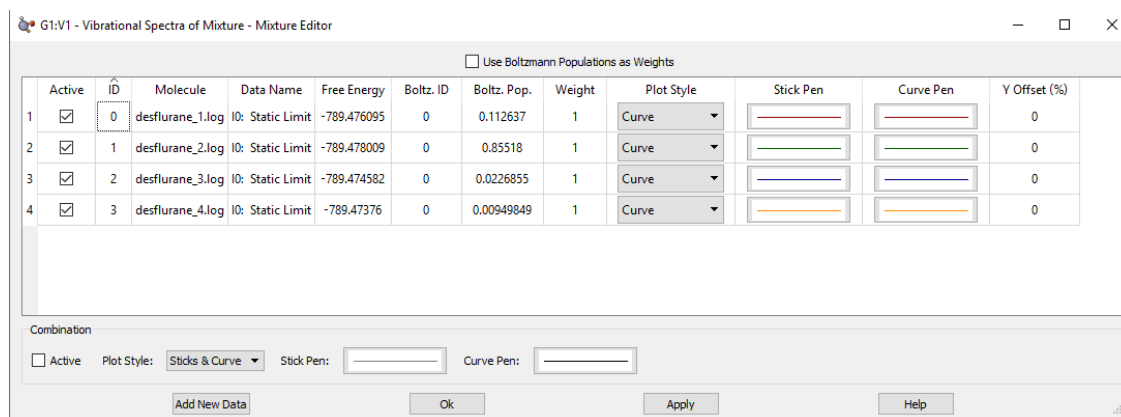 G1:V1 - Vibrational Spectra of Mixture - Mixture Editor
Use Boltzmann Populations as Weights
Active ID Molecule Data Name Free Energy Boltz. ID Boltz. Pop. Weight Plot Style Stick Pen Curve Pen Y Offset (%)
1 0 desflurane_1.log I0: Static Limit -789.476095 0 0.112637 1 Curve 0
2 1 desflurane_2.log I0: Static Limit -789.478009 0 0.85518 1 Curve 0
3 2 desflurane_3.log I0: Static Limit -789.474582 0 0.0226855 1 Curve 0
4 3 desflurane_4.log I0: Static Limit -789.47376 0 0.00949849 1 Curve 0
Combination
Active Plot Style: Sticks & Curve Stick Pen: Curve Pen:
Add New Data Ok Apply Help